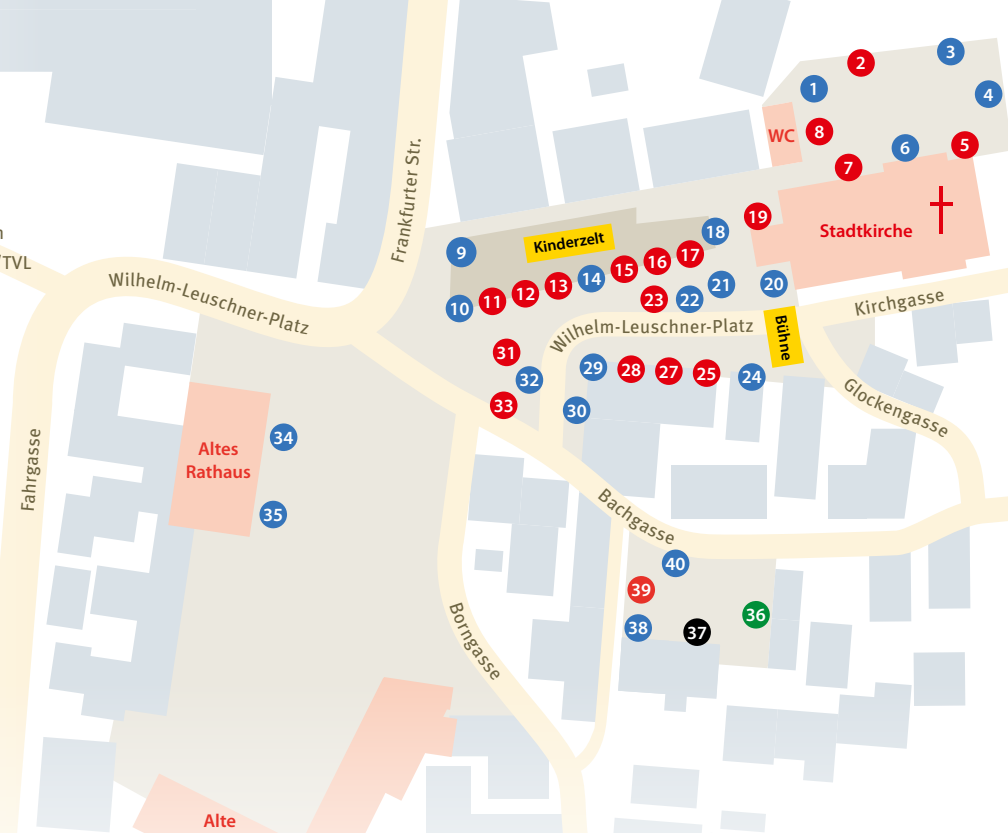 3
2
1
4
WC
8
6
5
7
Frankfurter Str.
19
Stadtkirche
18
Kinderzelt
9
17
16
15
14
13
12
11
10
n
/TVL
23
22
21
20
Wilhelm-Leuschner-Platz
Wilhelm-Leuschner-Platz
Bühne
Kirchgasse
31
32
33
29
28
27
25
24
30
Glockengasse
Fahrgasse
Altes
Rathaus
34
35
Bachgasse
40
39
38
37
36
Borngasse
Alte